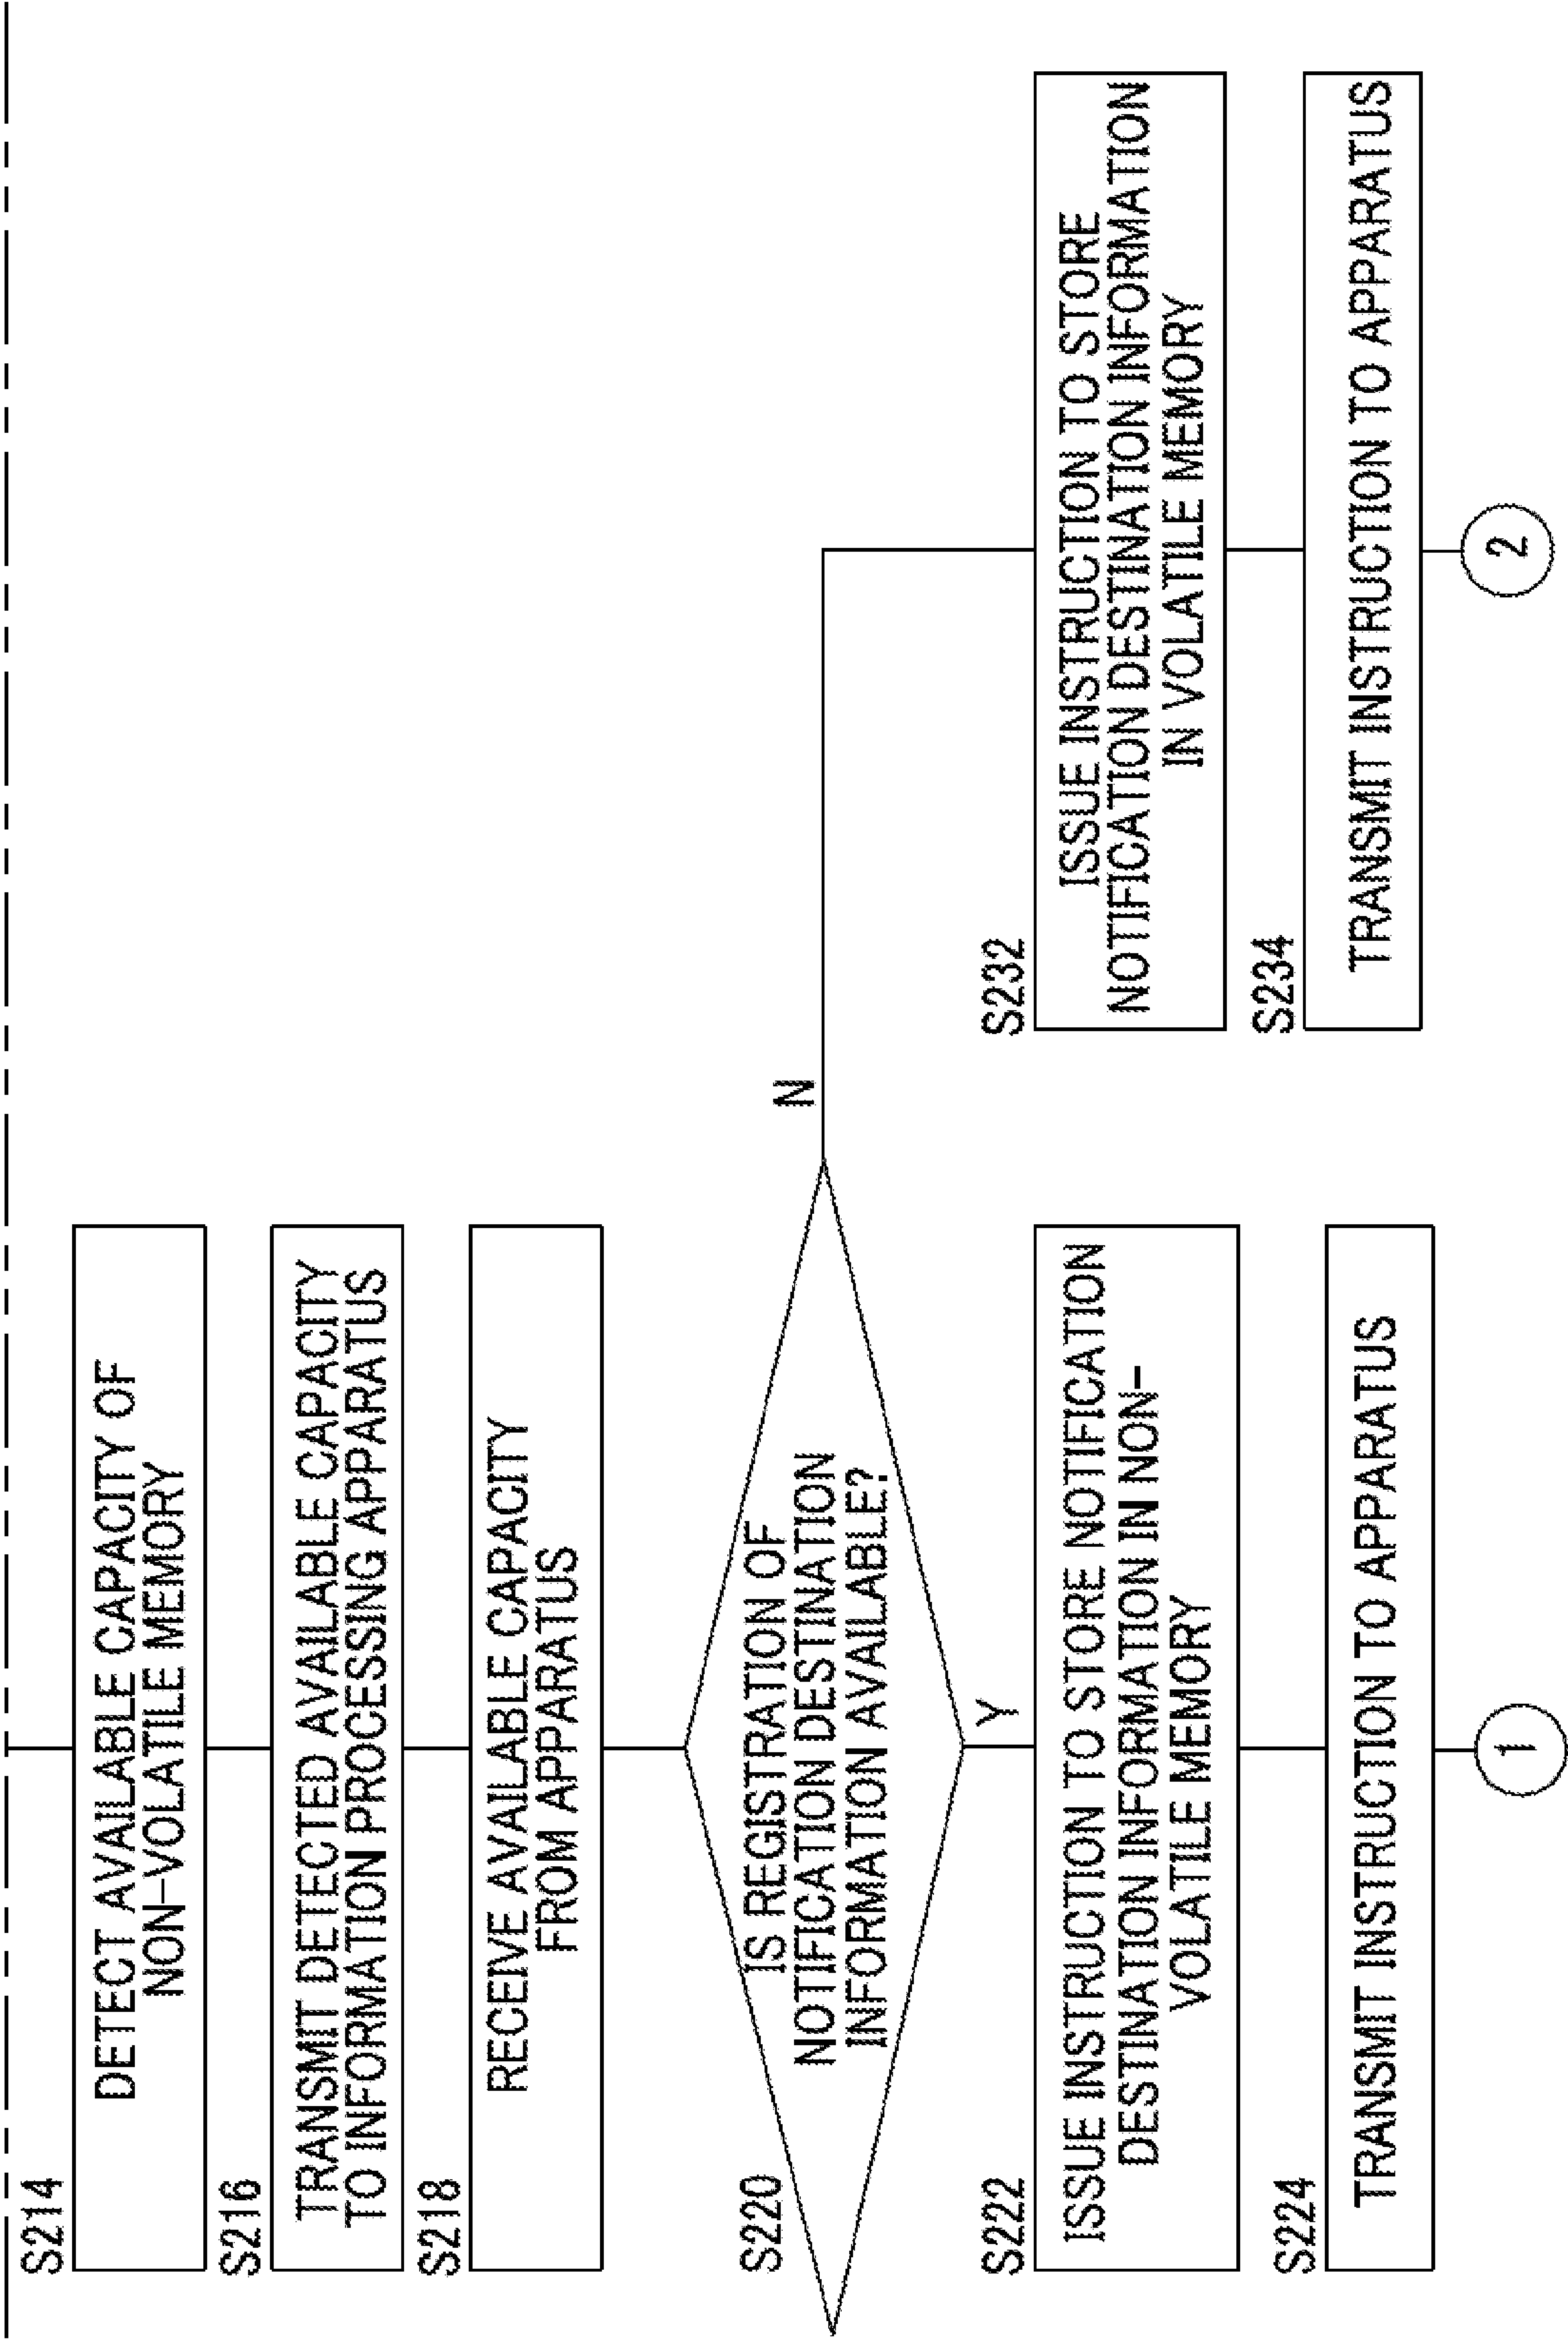 S214
DETECT AVAILABLE CAPACITY OF
NON-VOLATILE MEMORY
S216
TRANSMIT DETECTED AVAILABLE CAPACITY
TO INFORMATION PROCESSING APPARATUS
S218
RECEIVE AVAILABLE CAPACITY
FROM APPARATUS
S220
IS REGISTRATION OF
NOTIFICATION DESTINATION
INFORMATION AVAILABLE?
N
Y
S222
ISSUE INSTRUCTION TO STORE NOTIFICATION
DESTINATION INFORMATION IN NON-
VOLATILE MEMORY
S224
TRANSMIT INSTRUCTION TO APPARATUS
1
S232
ISSUE INSTRUCTION TO STORE
NOTIFICATION DESTINATION INFORMATION
IN VOLATILE MEMORY
S234
TRANSMIT INSTRUCTION TO APPARATUS
2